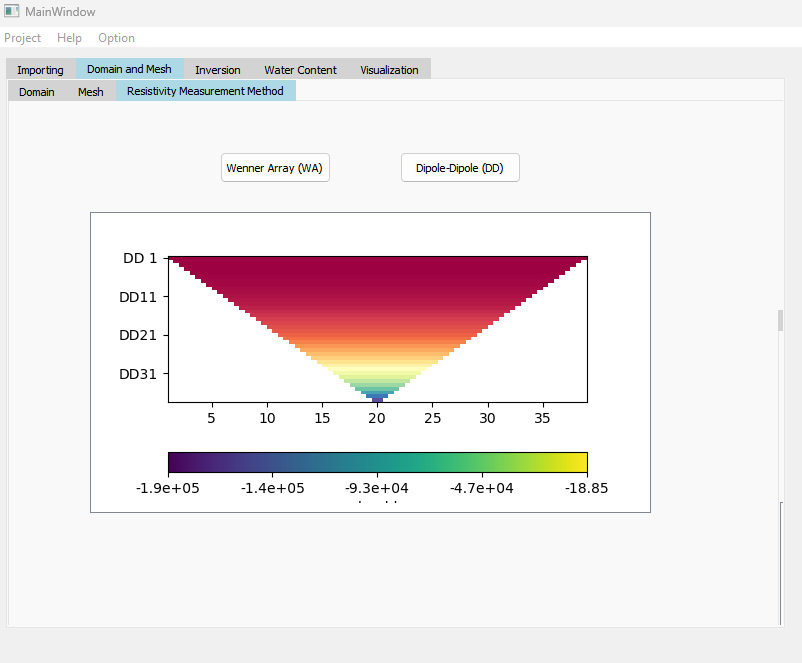 MainWindow
Project Help Option
Importing Domain and Mesh Inversion Water Content Visualization
Domain Mesh Resistivity Measurement Method
Wenner Array (WA) Dipole-Dipole (DD)
DD 1
DD11
DD21
DD31
5 10 15 20 25 30 35
-1.9e+05 -1.4e+05 -9.3e+04 -4.7e+04 -18.85